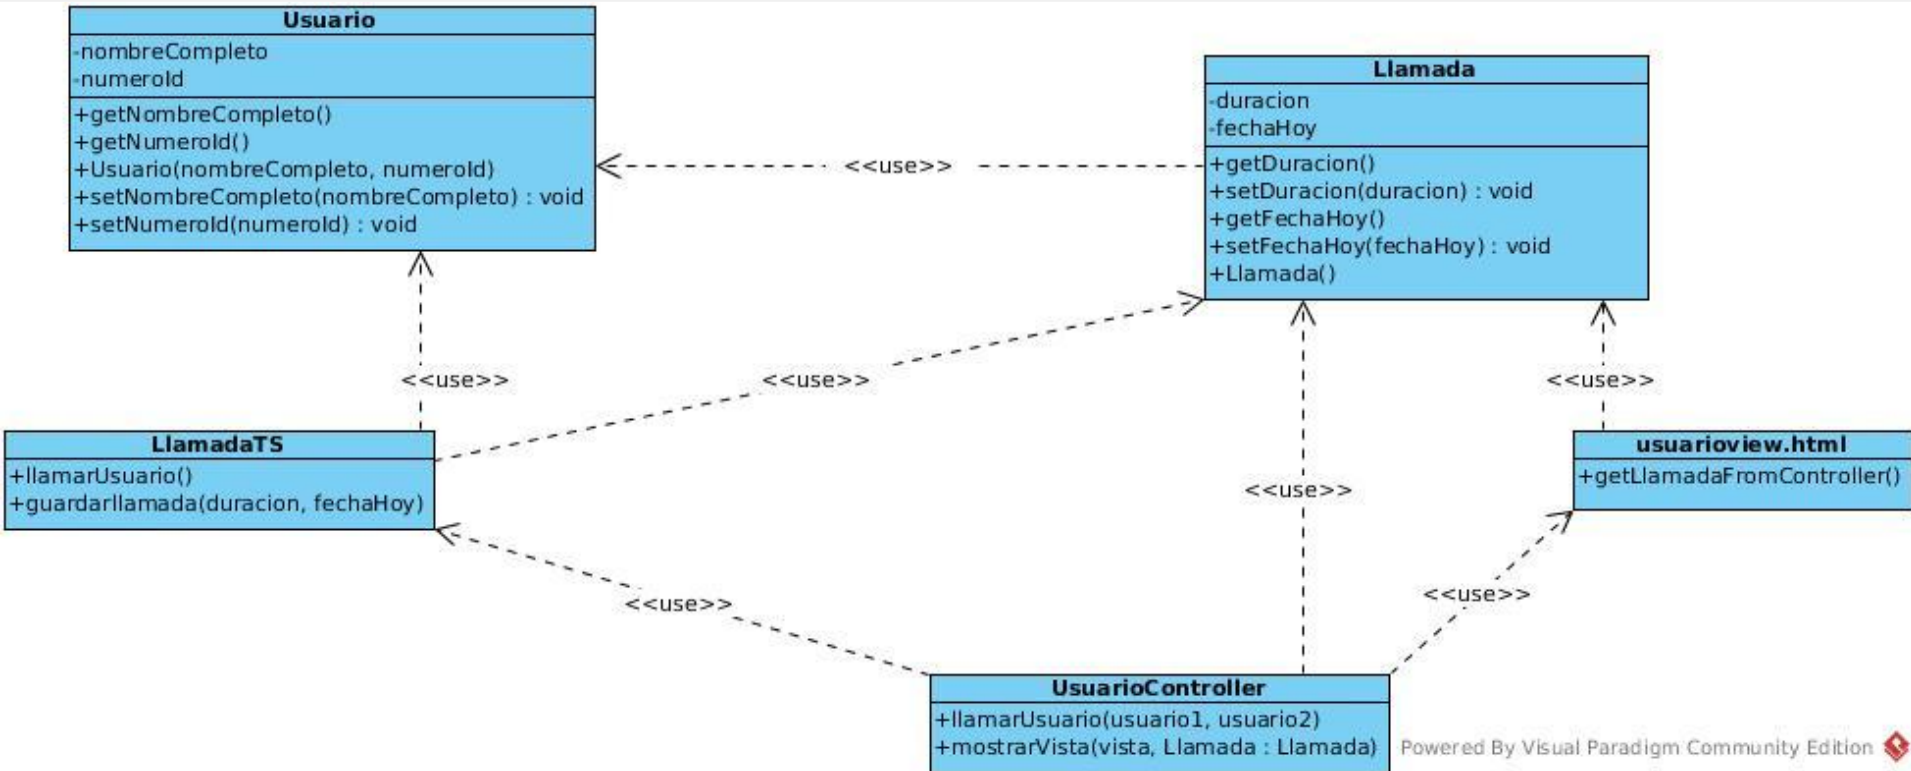 Usuario
-nombreCompleto
-numeroId
+getNombreCompleto()
+getNumeroId()
+Usuario(nombreCompleto, numeroId)
+setNombreCompleto(nombreCompleto) : void
+setNumeroId(numeroId) : void
Llamada
-duracion
-fechaHoy
+getDuracion()
+setDuracion(duracion) : void
+getFechaHoy()
+setFechaHoy(fechaHoy) : void
+Llamada()
<<use>>
<<use>>
<<use>>
<<use>>
LlamadaTS
+llamarUsuario()
+guardarllamada(duracion, fechaHoy)
usuarioview.html
+getLlamadaFromController()
<<use>>
<<use>>
<<use>>
UsuarioController
+llamarUsuario(usuario1, usuario2)
+mostrarVista(vista, Llamada : Llamada)
Powered By Visual Paradigm Community Edition